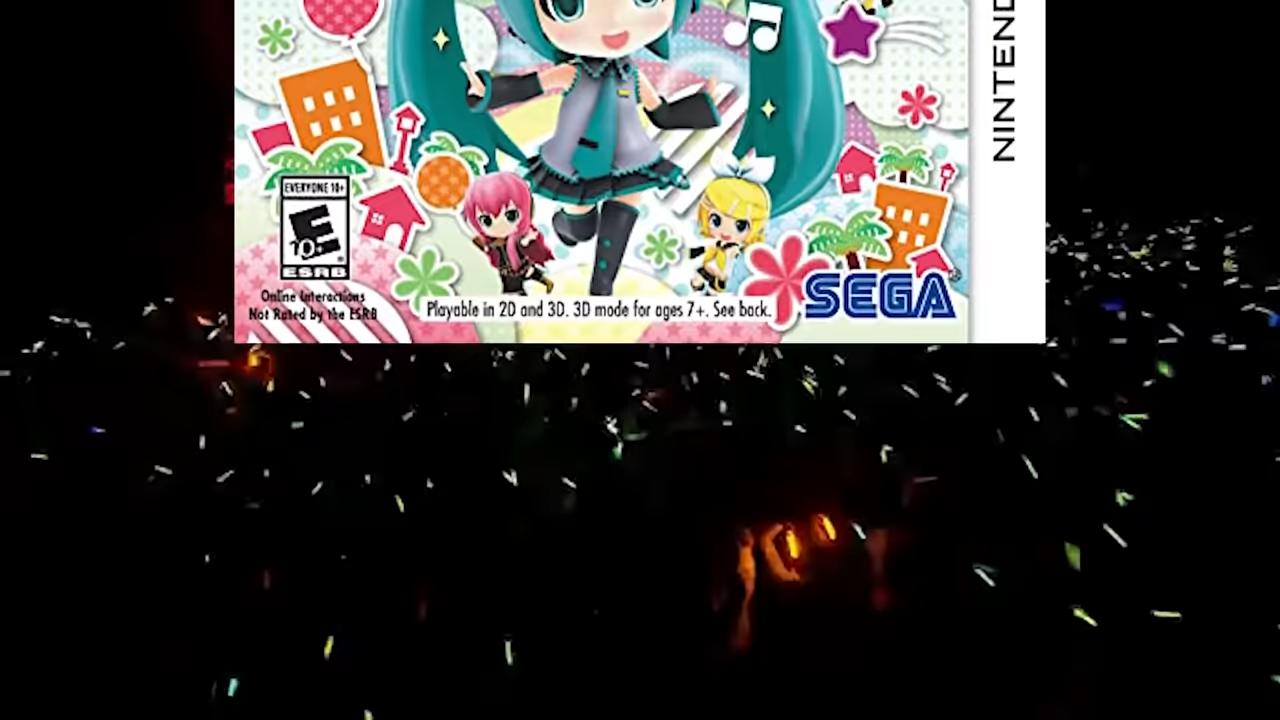 NINTEND
EVERYONE 10+
E
10+
ESRB
Online Interactions
Not Rated by the ESRB
Playable in 2D and 3D. 3D mode for ages 7+. See back.
SEGA